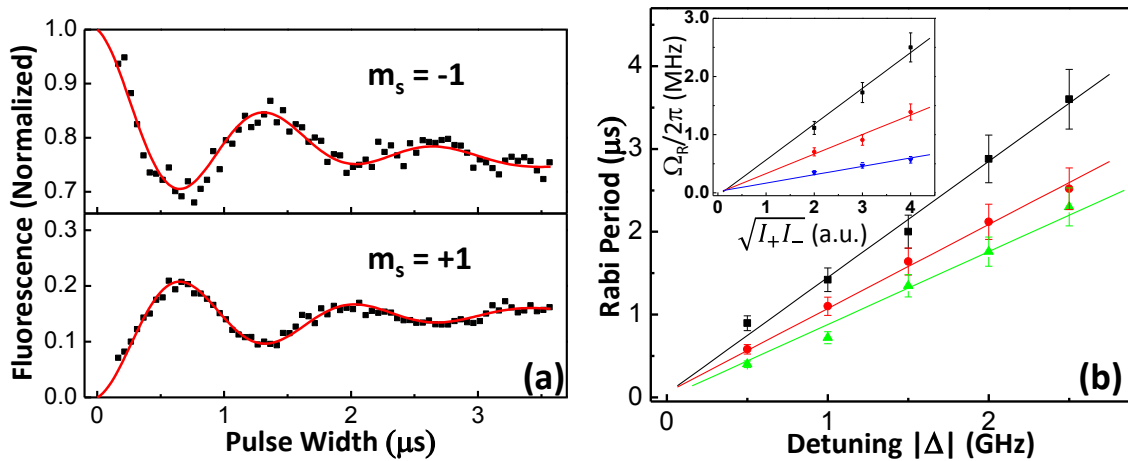 1.0
0.9
0.8
0.7
m_s = -1
0.3
0.2
0.1
0.0
m_s = +1
Fluorescence (Normalized)
0 1 2 3
Pulse Width (μs)
(a)
4
3
2
1
0
Rabi Period (μs)
0 1 2
Detuning |Δ| (GHz)
(b)
3.0
2.0
1.0
0.0
Ω_R/2π (MHz)
0 1 2 3 4
√I₊I₋ (a.u.)